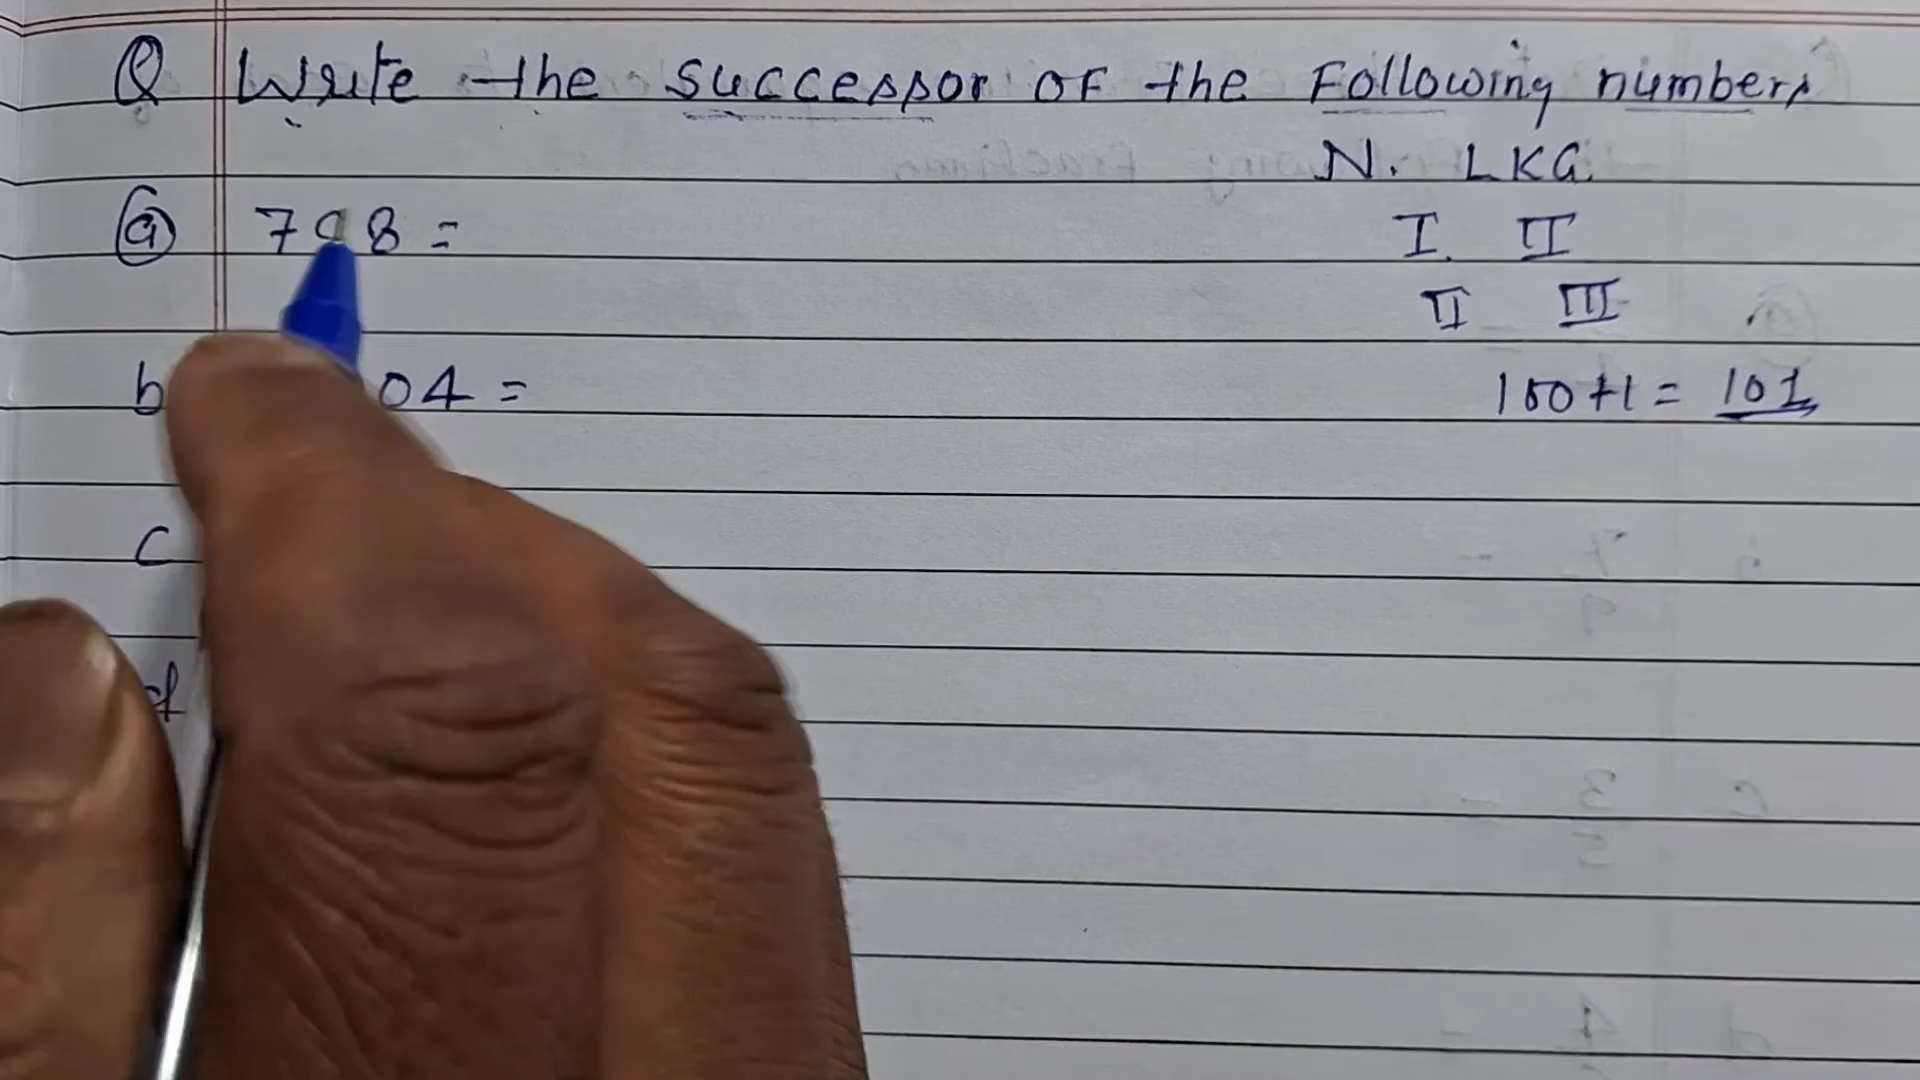 Q Write the successor of the Following numbers
N. LKG.
a 798 =
I. II
II III
b 04 =
100+1 = 101
c
d